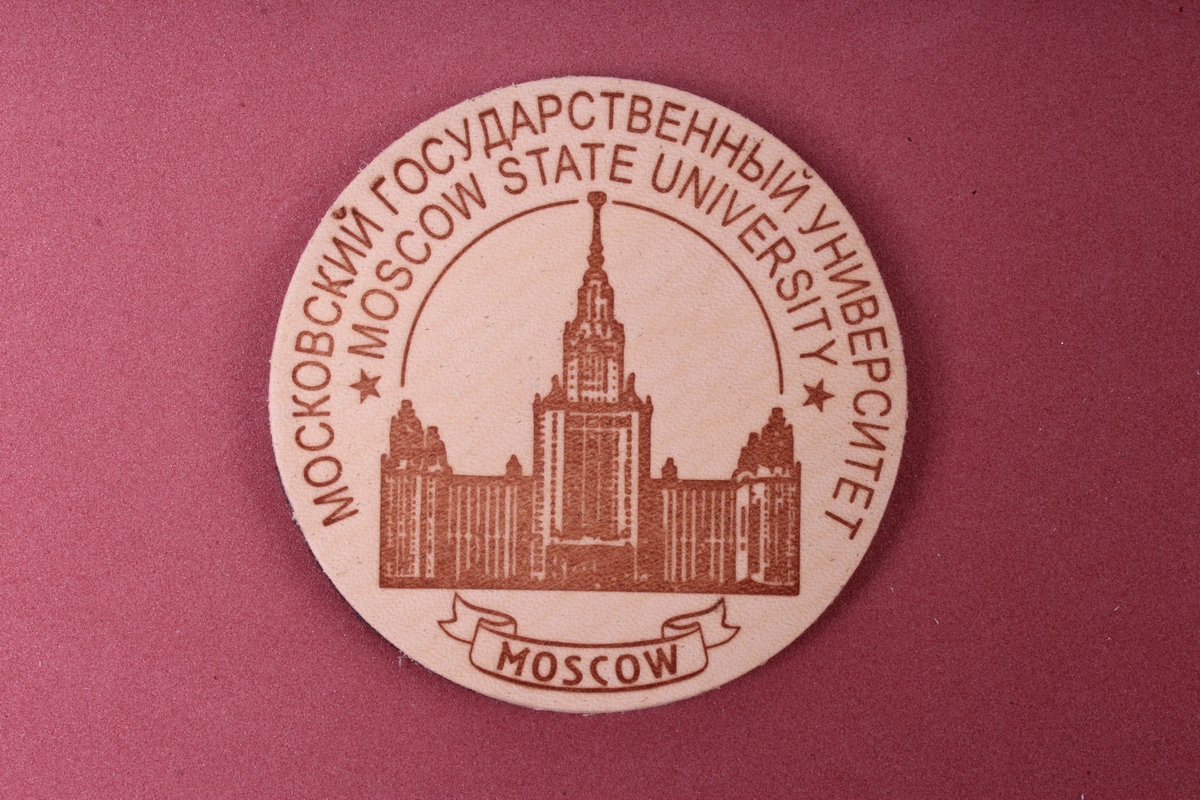 МОСКОВСКИЙ ГОСУДАРСТВЕННЫЙ УНИВЕРСИТЕТ
★ MOSCOW STATE UNIVERSITY ★
MOSCOW